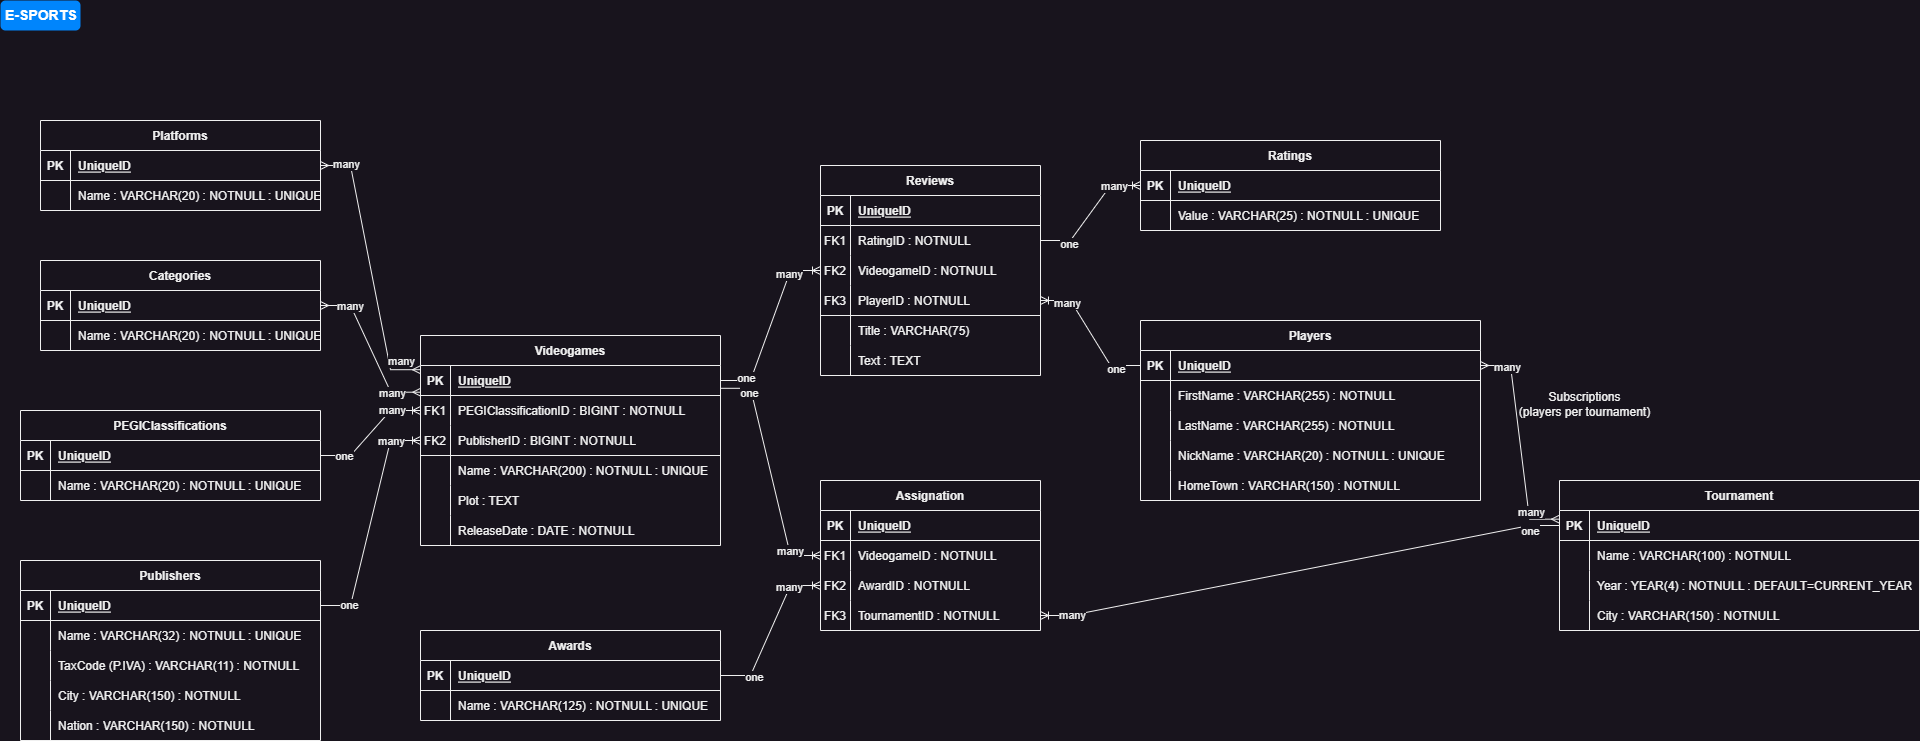 E-SPORTS
Platforms
PK UniqueID
Name : VARCHAR(20) : NOTNULL : UNIQUE
many
many
Categories
PK UniqueID
Name : VARCHAR(20) : NOTNULL : UNIQUE
many
many
PEGIClassifications
PK UniqueID
Name : VARCHAR(20) : NOTNULL : UNIQUE
one
many
Publishers
PK UniqueID
Name : VARCHAR(32) : NOTNULL : UNIQUE
TaxCode (P.IVA) : VARCHAR(11) : NOTNULL
City : VARCHAR(150) : NOTNULL
Nation : VARCHAR(150) : NOTNULL
one
many
Videogames
PK UniqueID
FK1 PEGIClassificationID : BIGINT : NOTNULL
FK2 PublisherID : BIGINT : NOTNULL
Name : VARCHAR(200) : NOTNULL : UNIQUE
Plot : TEXT
ReleaseDate : DATE : NOTNULL
one
many
one
many
Awards
PK UniqueID
Name : VARCHAR(125) : NOTNULL : UNIQUE
one
many
Reviews
PK UniqueID
FK1 RatingID : NOTNULL
FK2 VideogameID : NOTNULL
FK3 PlayerID : NOTNULL
Title : VARCHAR(75)
Text : TEXT
one
many
many
one
Assignation
PK UniqueID
FK1 VideogameID : NOTNULL
FK2 AwardID : NOTNULL
FK3 TournamentID : NOTNULL
many
one
Ratings
PK UniqueID
Value : VARCHAR(25) : NOTNULL : UNIQUE
Players
PK UniqueID
FirstName : VARCHAR(255) : NOTNULL
LastName : VARCHAR(255) : NOTNULL
NickName : VARCHAR(20) : NOTNULL : UNIQUE
HomeTown : VARCHAR(150) : NOTNULL
many
many
Subscriptions
(players per tournament)
Tournament
PK UniqueID
Name : VARCHAR(100) : NOTNULL
Year : YEAR(4) : NOTNULL : DEFAULT=CURRENT_YEAR
City : VARCHAR(150) : NOTNULL